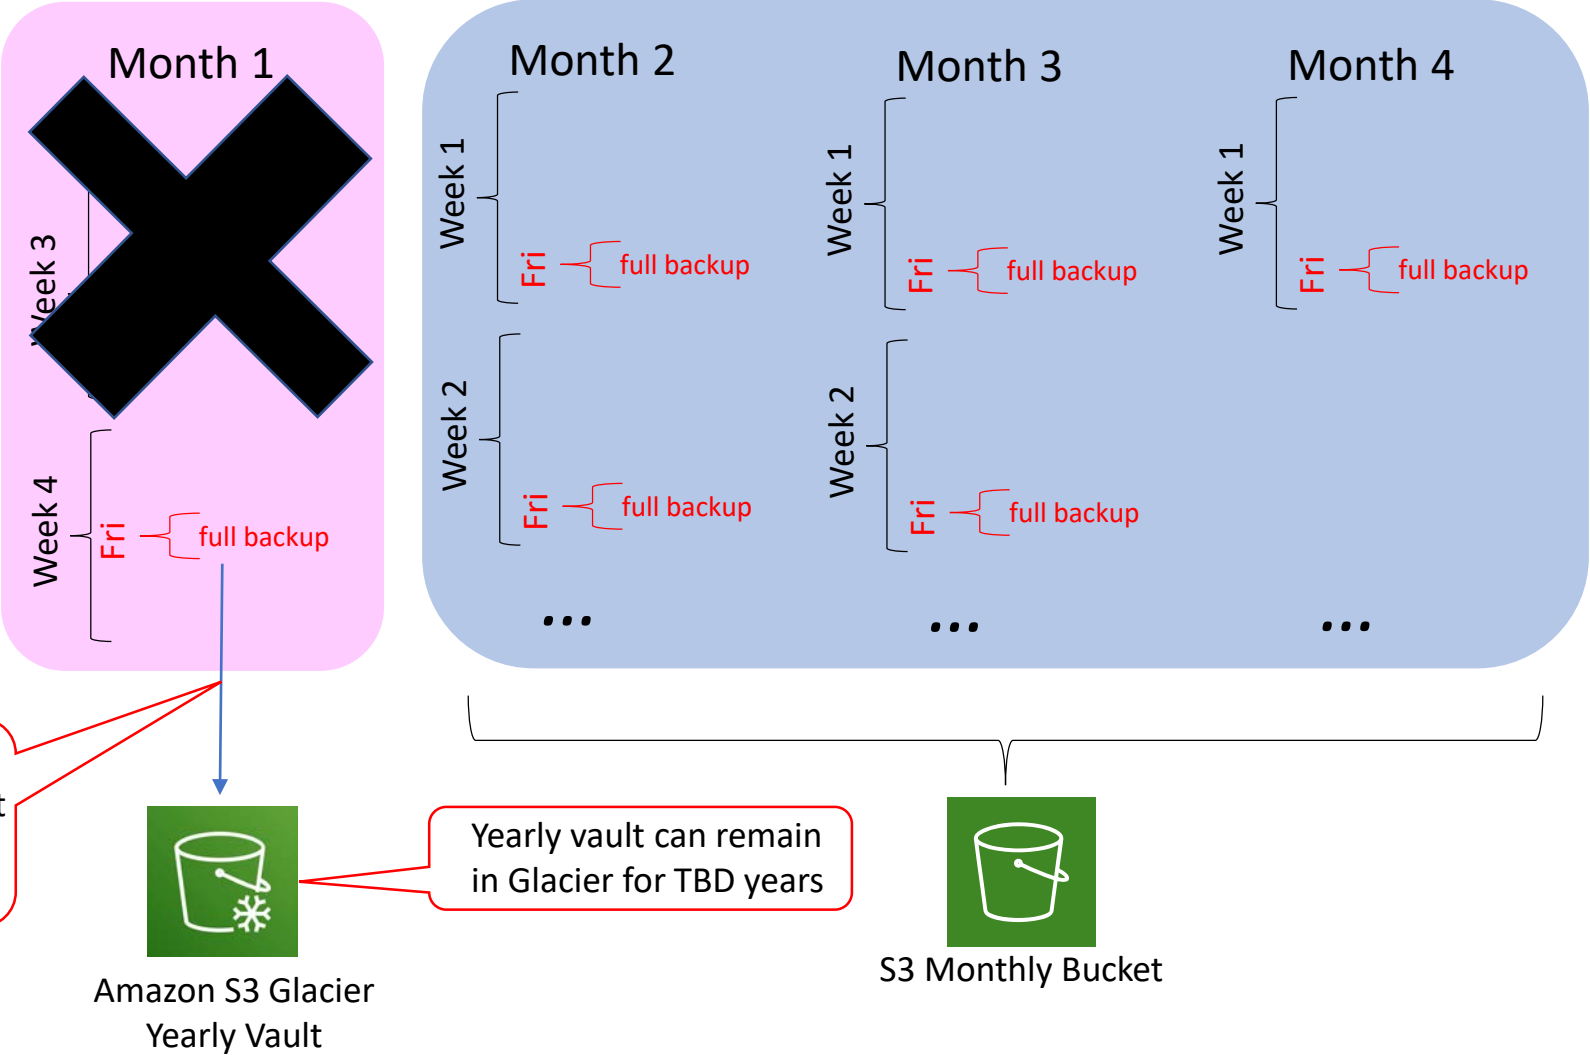 Month 1
Week 3
Week 4
Fri
full backup
Month 2
Week 1
Fri
full backup
Week 2
Fri
full backup
...
Month 3
Week 1
Fri
full backup
Week 2
Fri
full backup
...
Month 4
Week 1
Fri
full backup
...
t
Yearly vault can remain
in Glacier for TBD years
Amazon S3 Glacier
Yearly Vault
S3 Monthly Bucket